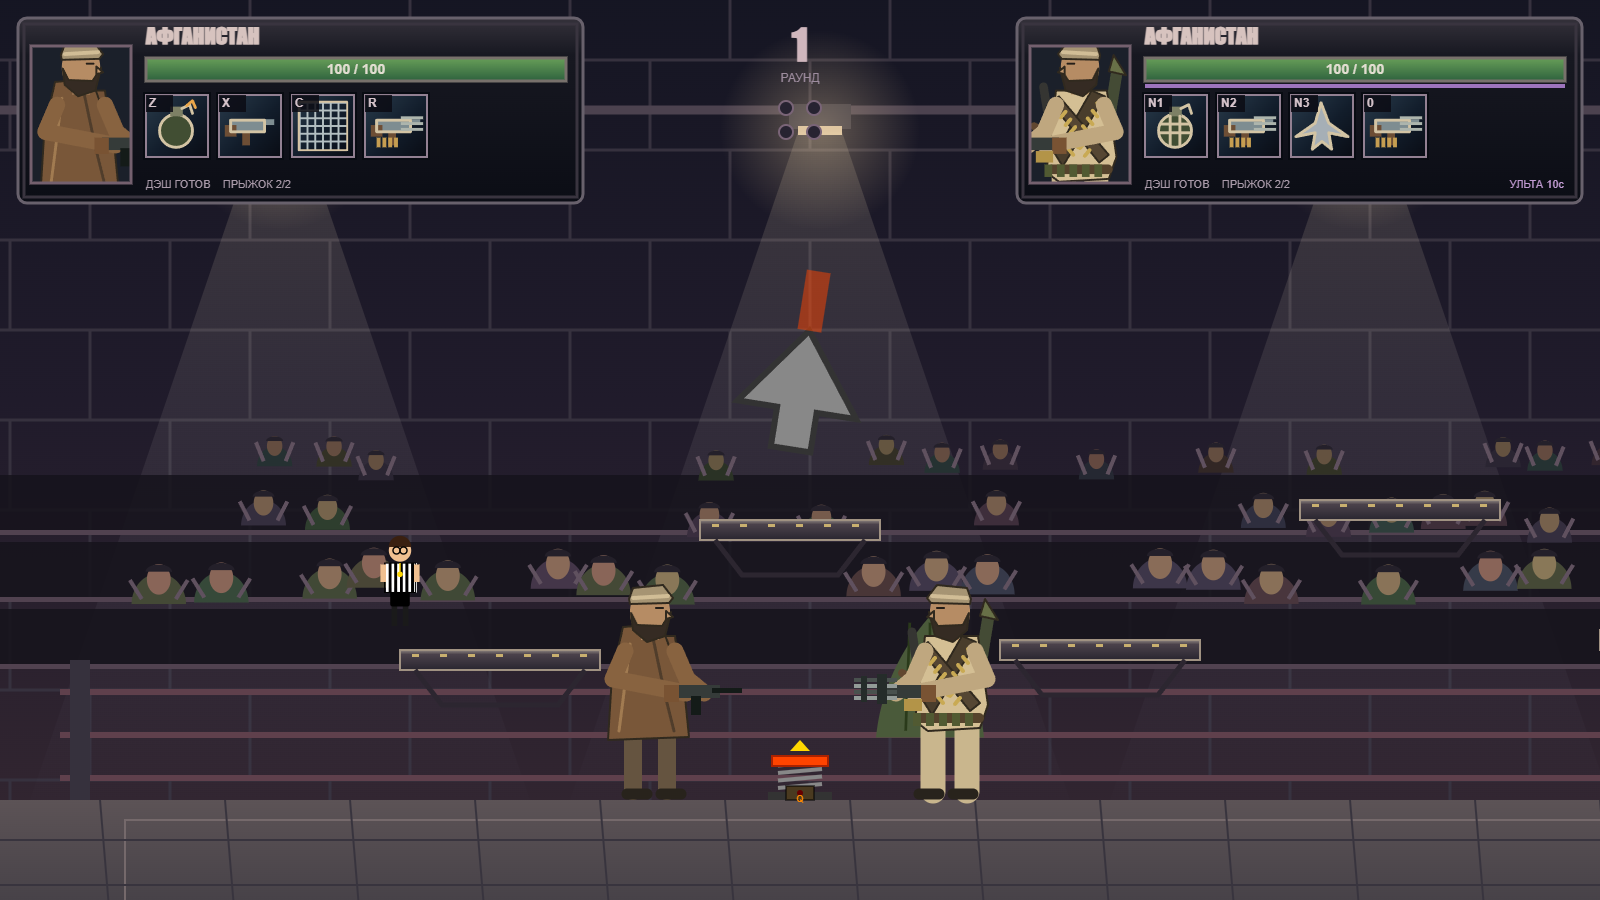 АФГАНИСТАН
100 / 100
Z X C R
ДЭШ ГОТОВ ПРЫЖОК 2/2
1
РАУНД
АФГАНИСТАН
100 / 100
N1 N2 N3 0
ДЭШ ГОТОВ ПРЫЖОК 2/2 УЛЬТА 10с
Q